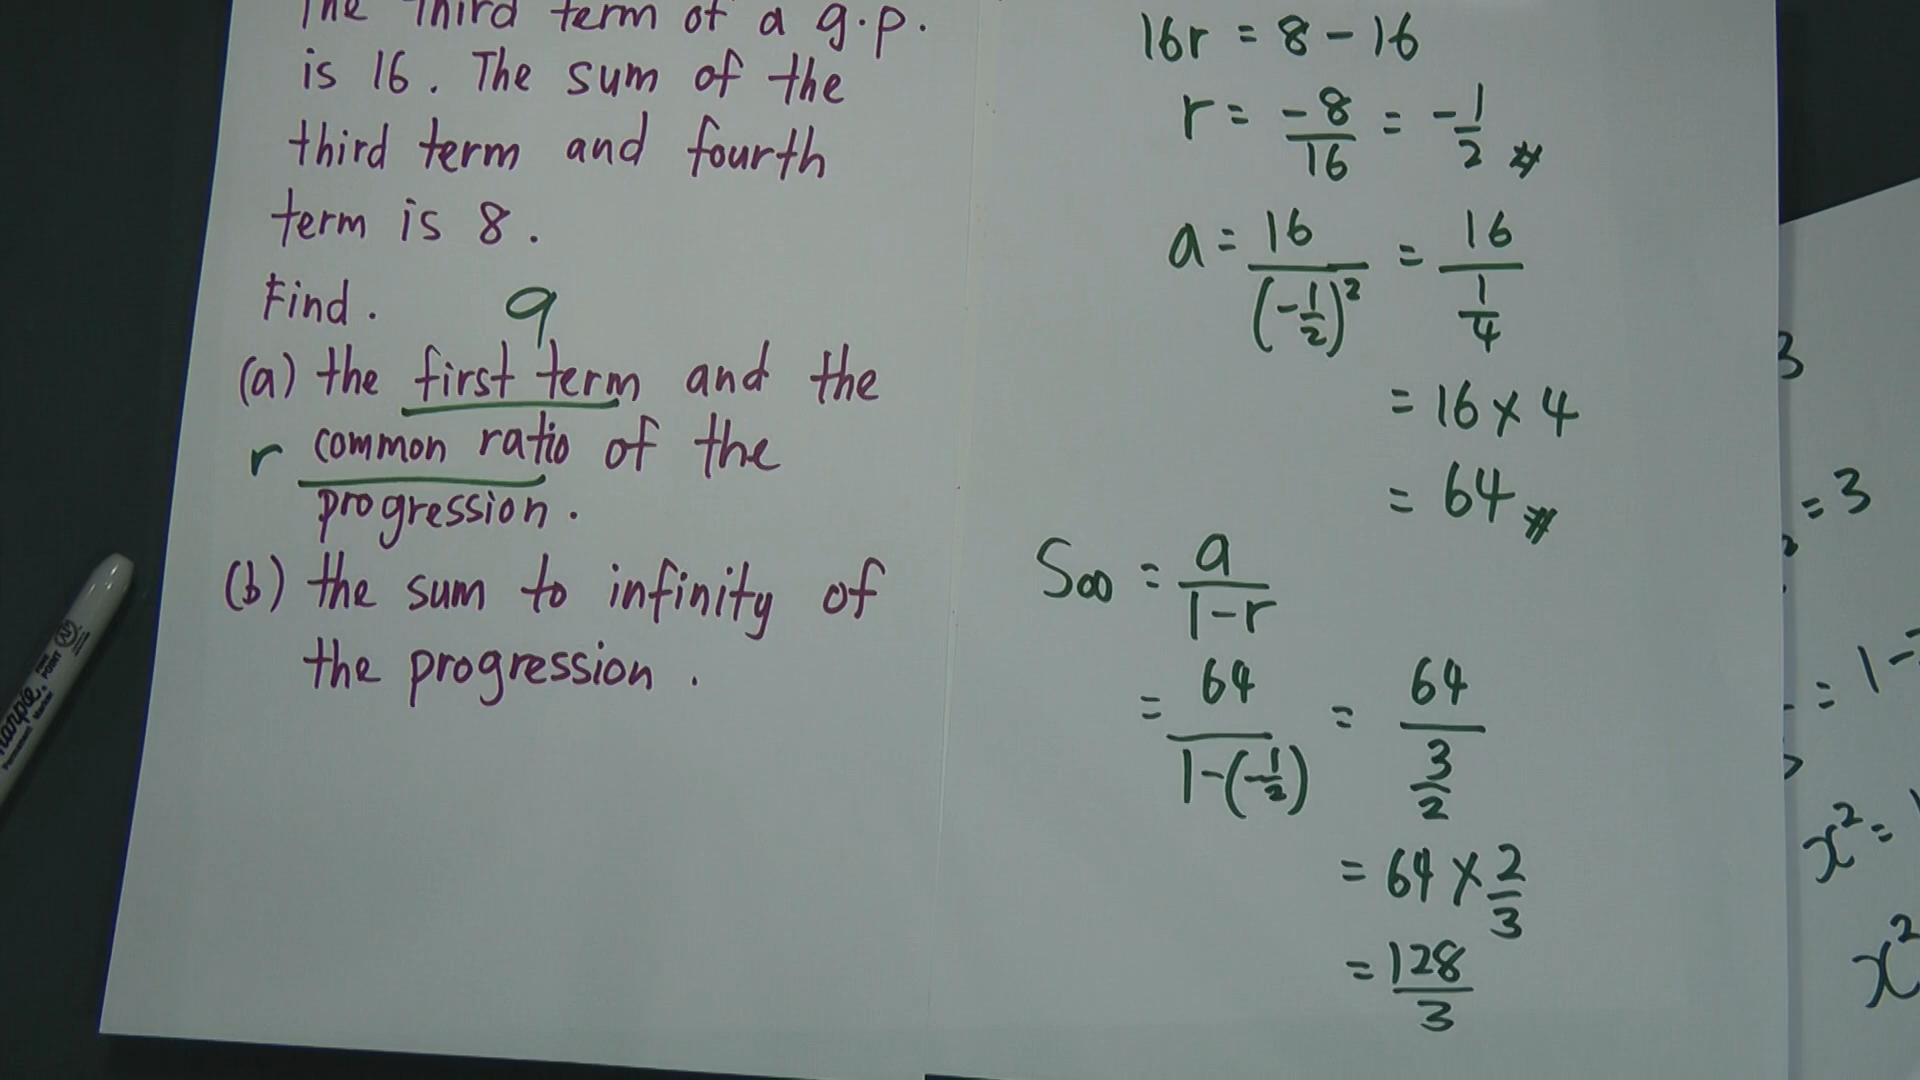 The third term of a g.p.
is 16. The sum of the
third term and fourth
term is 8.
Find.
a
(a) the first term and the
r common ratio of the
progression.
(b) the sum to infinity of
the progression.
16r = 8 - 16
r = -8/16 = -1/2 #
a = 16/(-1/2)² = 16/(1/4)
= 16 × 4
= 64 #
S∞ = a/(1-r)
= 64/(1-(-1/2)) = 64/(3/2)
= 64 × 2/3
= 128/3
3
= 3
= 1 -
x² =
x²